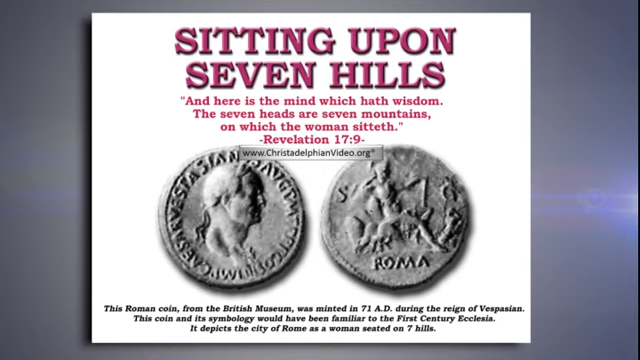 SITTING UPON
SEVEN HILLS
"And here is the mind which hath wisdom.
The seven heads are seven mountains,
on which the woman sitteth."
-Revelation 17:9-
www.ChristadelphianVideo.org
S C
ROMA
This Roman coin, from the British Museum, was minted in 71 A.D. during the reign of Vespasian.
This coin and its symbology would have been familiar to the First Century Ecclesia.
It depicts the city of Rome as a woman seated on 7 hills.